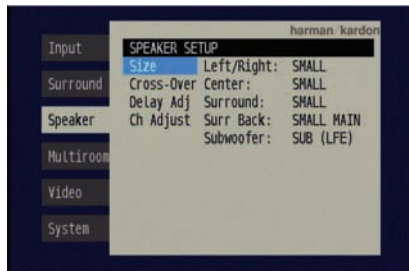 harman/kardon
Input
Surround
Speaker
Multiroom
Video
System
SPEAKER SETUP
Size Left/Right: SMALL
Cross-Over Center: SMALL
Delay Adj Surround: SMALL
Ch Adjust Surr Back: SMALL MAIN
Subwoofer: SUB (LFE)